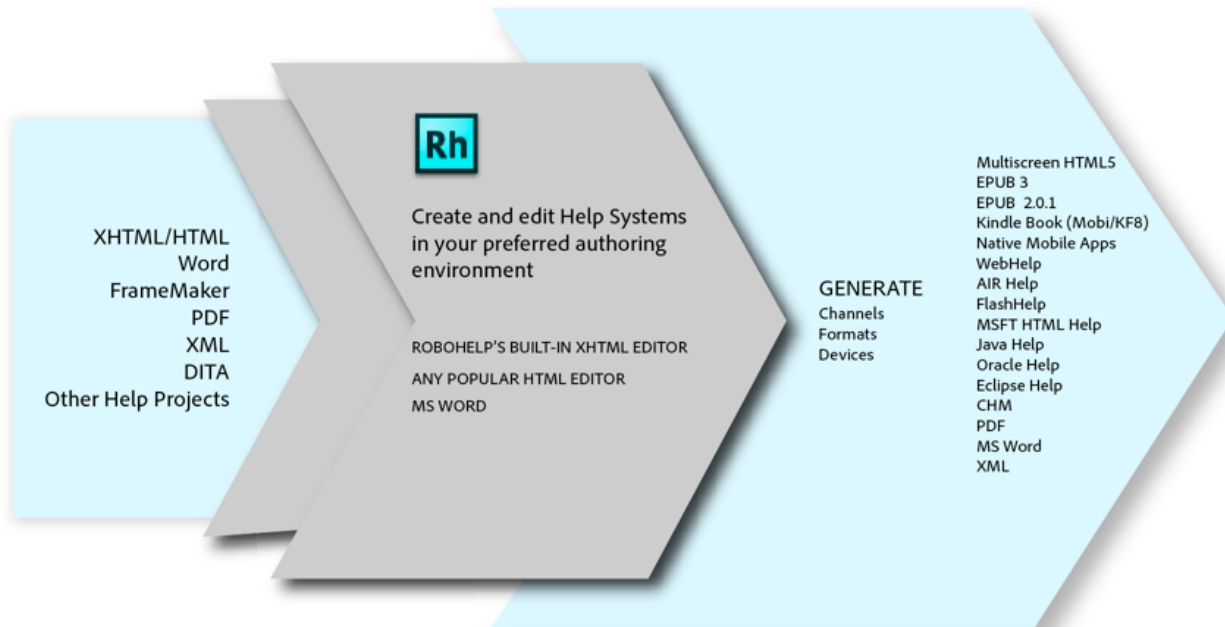 XHTML/HTML
Word
FrameMaker
PDF
XML
DITA
Other Help Projects
Rh
Create and edit Help Systems
in your preferred authoring
environment
ROBOHELP'S BUILT-IN XHTML EDITOR
ANY POPULAR HTML EDITOR
MS WORD
GENERATE
Channels
Formats
Devices
Multiscreen HTML5
EPUB 3
EPUB 2.0.1
Kindle Book (Mobi/KF8)
Native Mobile Apps
WebHelp
AIR Help
FlashHelp
MSFT HTML Help
Java Help
Oracle Help
Eclipse Help
CHM
PDF
MS Word
XML